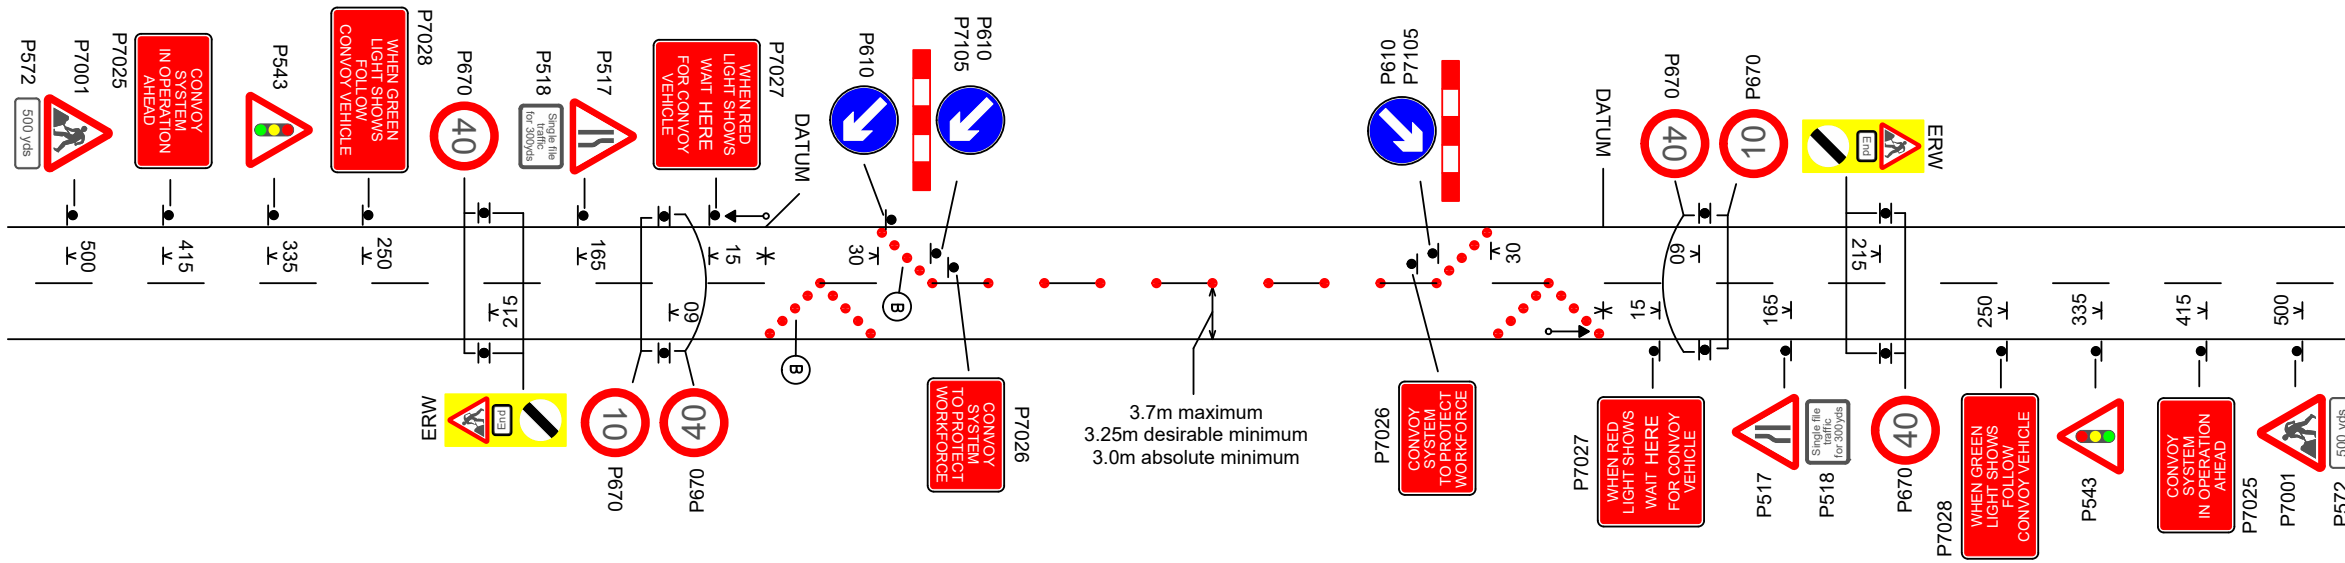 P572
500 yds
P7001
P7025
CONVOY
SYSTEM
IN OPERATION
AHEAD
P543
P7028
WHEN GREEN
LIGHT SHOWS
FOLLOW
CONVOY VEHICLE
P670
40
P518
Single file
traffic
for 300yds
P517
P7027
WHEN RED
LIGHT SHOWS
WAIT HERE
FOR CONVOY
VEHICLE
DATUM
P610
P610
P7105
P610
P7105
DATUM
P670
40
P670
10
End
ERW
500
415
335
250
215
165
60
15
30
B
B
30
15
60
165
215
250
335
415
500
ERW
End
10
P670
40
P670
CONVOY
SYSTEM
TO PROTECT
WORKFORCE
P7026
3.7m maximum
3.25m desirable minimum
3.0m absolute minimum
P7026
CONVOY
SYSTEM
TO PROTECT
WORKFORCE
P7027
WHEN RED
LIGHT SHOWS
WAIT HERE
FOR CONVOY
VEHICLE
P517
Single file
traffic
for 300yds
P518
40
P670
P7028
WHEN GREEN
LIGHT SHOWS
FOLLOW
CONVOY VEHICLE
P543
CONVOY
SYSTEM
IN OPERATION
AHEAD
P7025
P7001
500 yds
P572